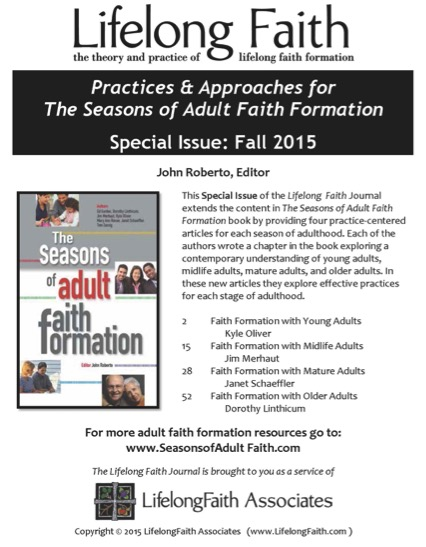 Lifelong Faith
the theory and practice of lifelong faith formation
Practices & Approaches for
The Seasons of Adult Faith Formation
Special Issue: Fall 2015
John Roberto, Editor
This Special Issue of the Lifelong Faith Journal
extends the content in The Seasons of Adult Faith
Formation book by providing four practice-centered
articles for each season of adulthood. Each of the
authors wrote a chapter in the book exploring a
contemporary understanding of young adults,
midlife adults, mature adults, and older adults. In
these new articles they explore effective practices
for each stage of adulthood.
The
Seasons
of adult
faith
formation
Editor John Roberto
2 Faith Formation with Young Adults
Kyle Oliver
15 Faith Formation with Midlife Adults
Jim Merhaut
28 Faith Formation with Mature Adults
Janet Schaeffler
52 Faith Formation with Older Adults
Dorothy Linthicum
For more adult faith formation resources go to:
www.SeasonsofAdult Faith.com
The Lifelong Faith Journal is brought to you as a service of
LifelongFaith Associates
Copyright © 2015 LifelongFaith Associates (www.LifelongFaith.com )